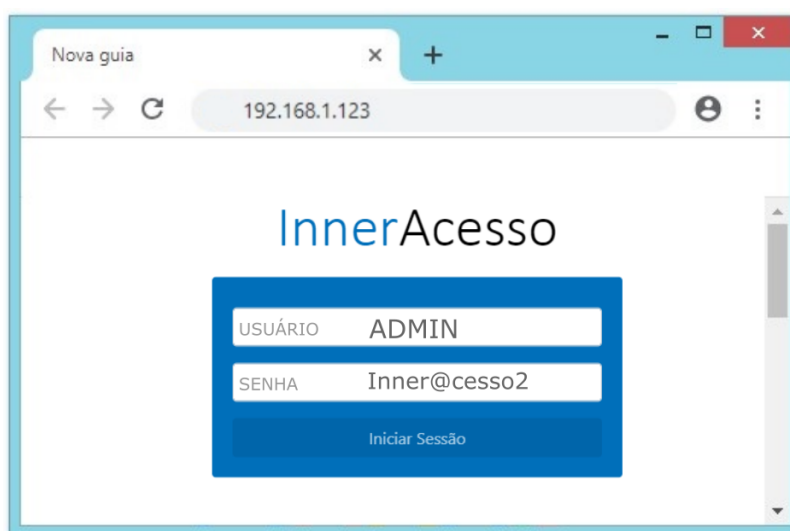 Nova guia
192.168.1.123
InnerAcesso
USUÁRIO ADMIN
SENHA Inner@cesso2
Iniciar Sessão